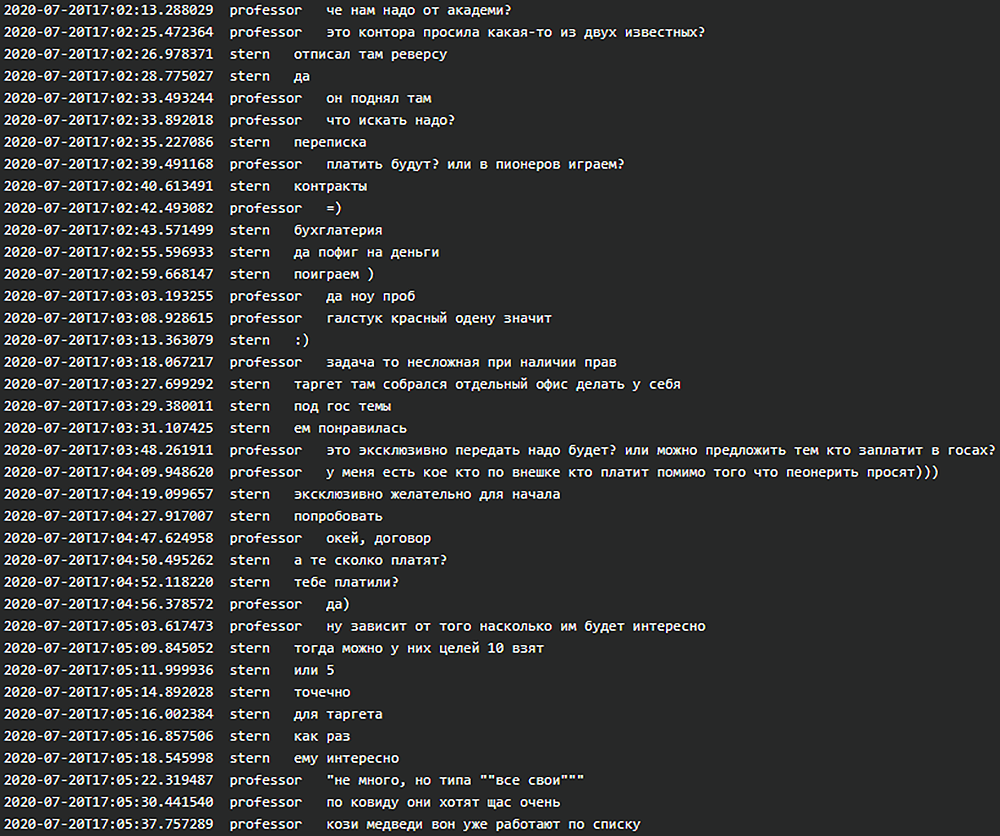 2020-07-20T17:02:13.288029 professor че нам надо от академи?
2020-07-20T17:02:25.472364 professor это контора просила какая-то из двух известных?
2020-07-20T17:02:26.978371 stern отписал там реверсу
2020-07-20T17:02:28.775027 stern да
2020-07-20T17:02:33.493244 professor он поднял там
2020-07-20T17:02:33.892018 professor что искать надо?
2020-07-20T17:02:35.227086 stern переписка
2020-07-20T17:02:39.491168 professor платить будут? или в пионеров играем?
2020-07-20T17:02:40.613491 stern контракты
2020-07-20T17:02:42.493082 professor =)
2020-07-20T17:02:43.571499 stern бухглатерия
2020-07-20T17:02:55.596933 stern да пофиг на деньги
2020-07-20T17:02:59.668147 stern поиграем )
2020-07-20T17:03:03.193255 professor да ноу проб
2020-07-20T17:03:08.928615 professor галстук красный одену значит
2020-07-20T17:03:13.363079 stern :)
2020-07-20T17:03:18.067217 professor задача то несложная при наличии прав
2020-07-20T17:03:27.699292 stern таргет там собрался отдельный офис делать у себя
2020-07-20T17:03:29.380011 stern под гос темы
2020-07-20T17:03:31.107425 stern ем понравилась
2020-07-20T17:03:48.261911 professor это эксклюзивно передать надо будет? или можно предложить тем кто заплатит в госах?
2020-07-20T17:04:09.948620 professor у меня есть кое кто по внешке кто платит помимо того что пеонерить просят)))
2020-07-20T17:04:19.099657 stern эксклюзивно желательно для начала
2020-07-20T17:04:27.917007 stern попробовать
2020-07-20T17:04:47.624958 professor окей, договор
2020-07-20T17:04:50.495262 stern а те сколко платят?
2020-07-20T17:04:52.118220 stern тебе платили?
2020-07-20T17:04:56.378572 professor да)
2020-07-20T17:05:03.617473 professor ну зависит от того насколько им будет интересно
2020-07-20T17:05:09.845052 stern тогда можно у них целей 10 взят
2020-07-20T17:05:11.999936 stern или 5
2020-07-20T17:05:14.892028 stern точечно
2020-07-20T17:05:16.002384 stern для таргета
2020-07-20T17:05:16.857506 stern как раз
2020-07-20T17:05:18.545998 stern ему интересно
2020-07-20T17:05:22.319487 professor "не много, но типа ""все свои"""
2020-07-20T17:05:30.441540 professor по ковиду они хотят щас очень
2020-07-20T17:05:37.757289 professor кози медведи вон уже работают по списку